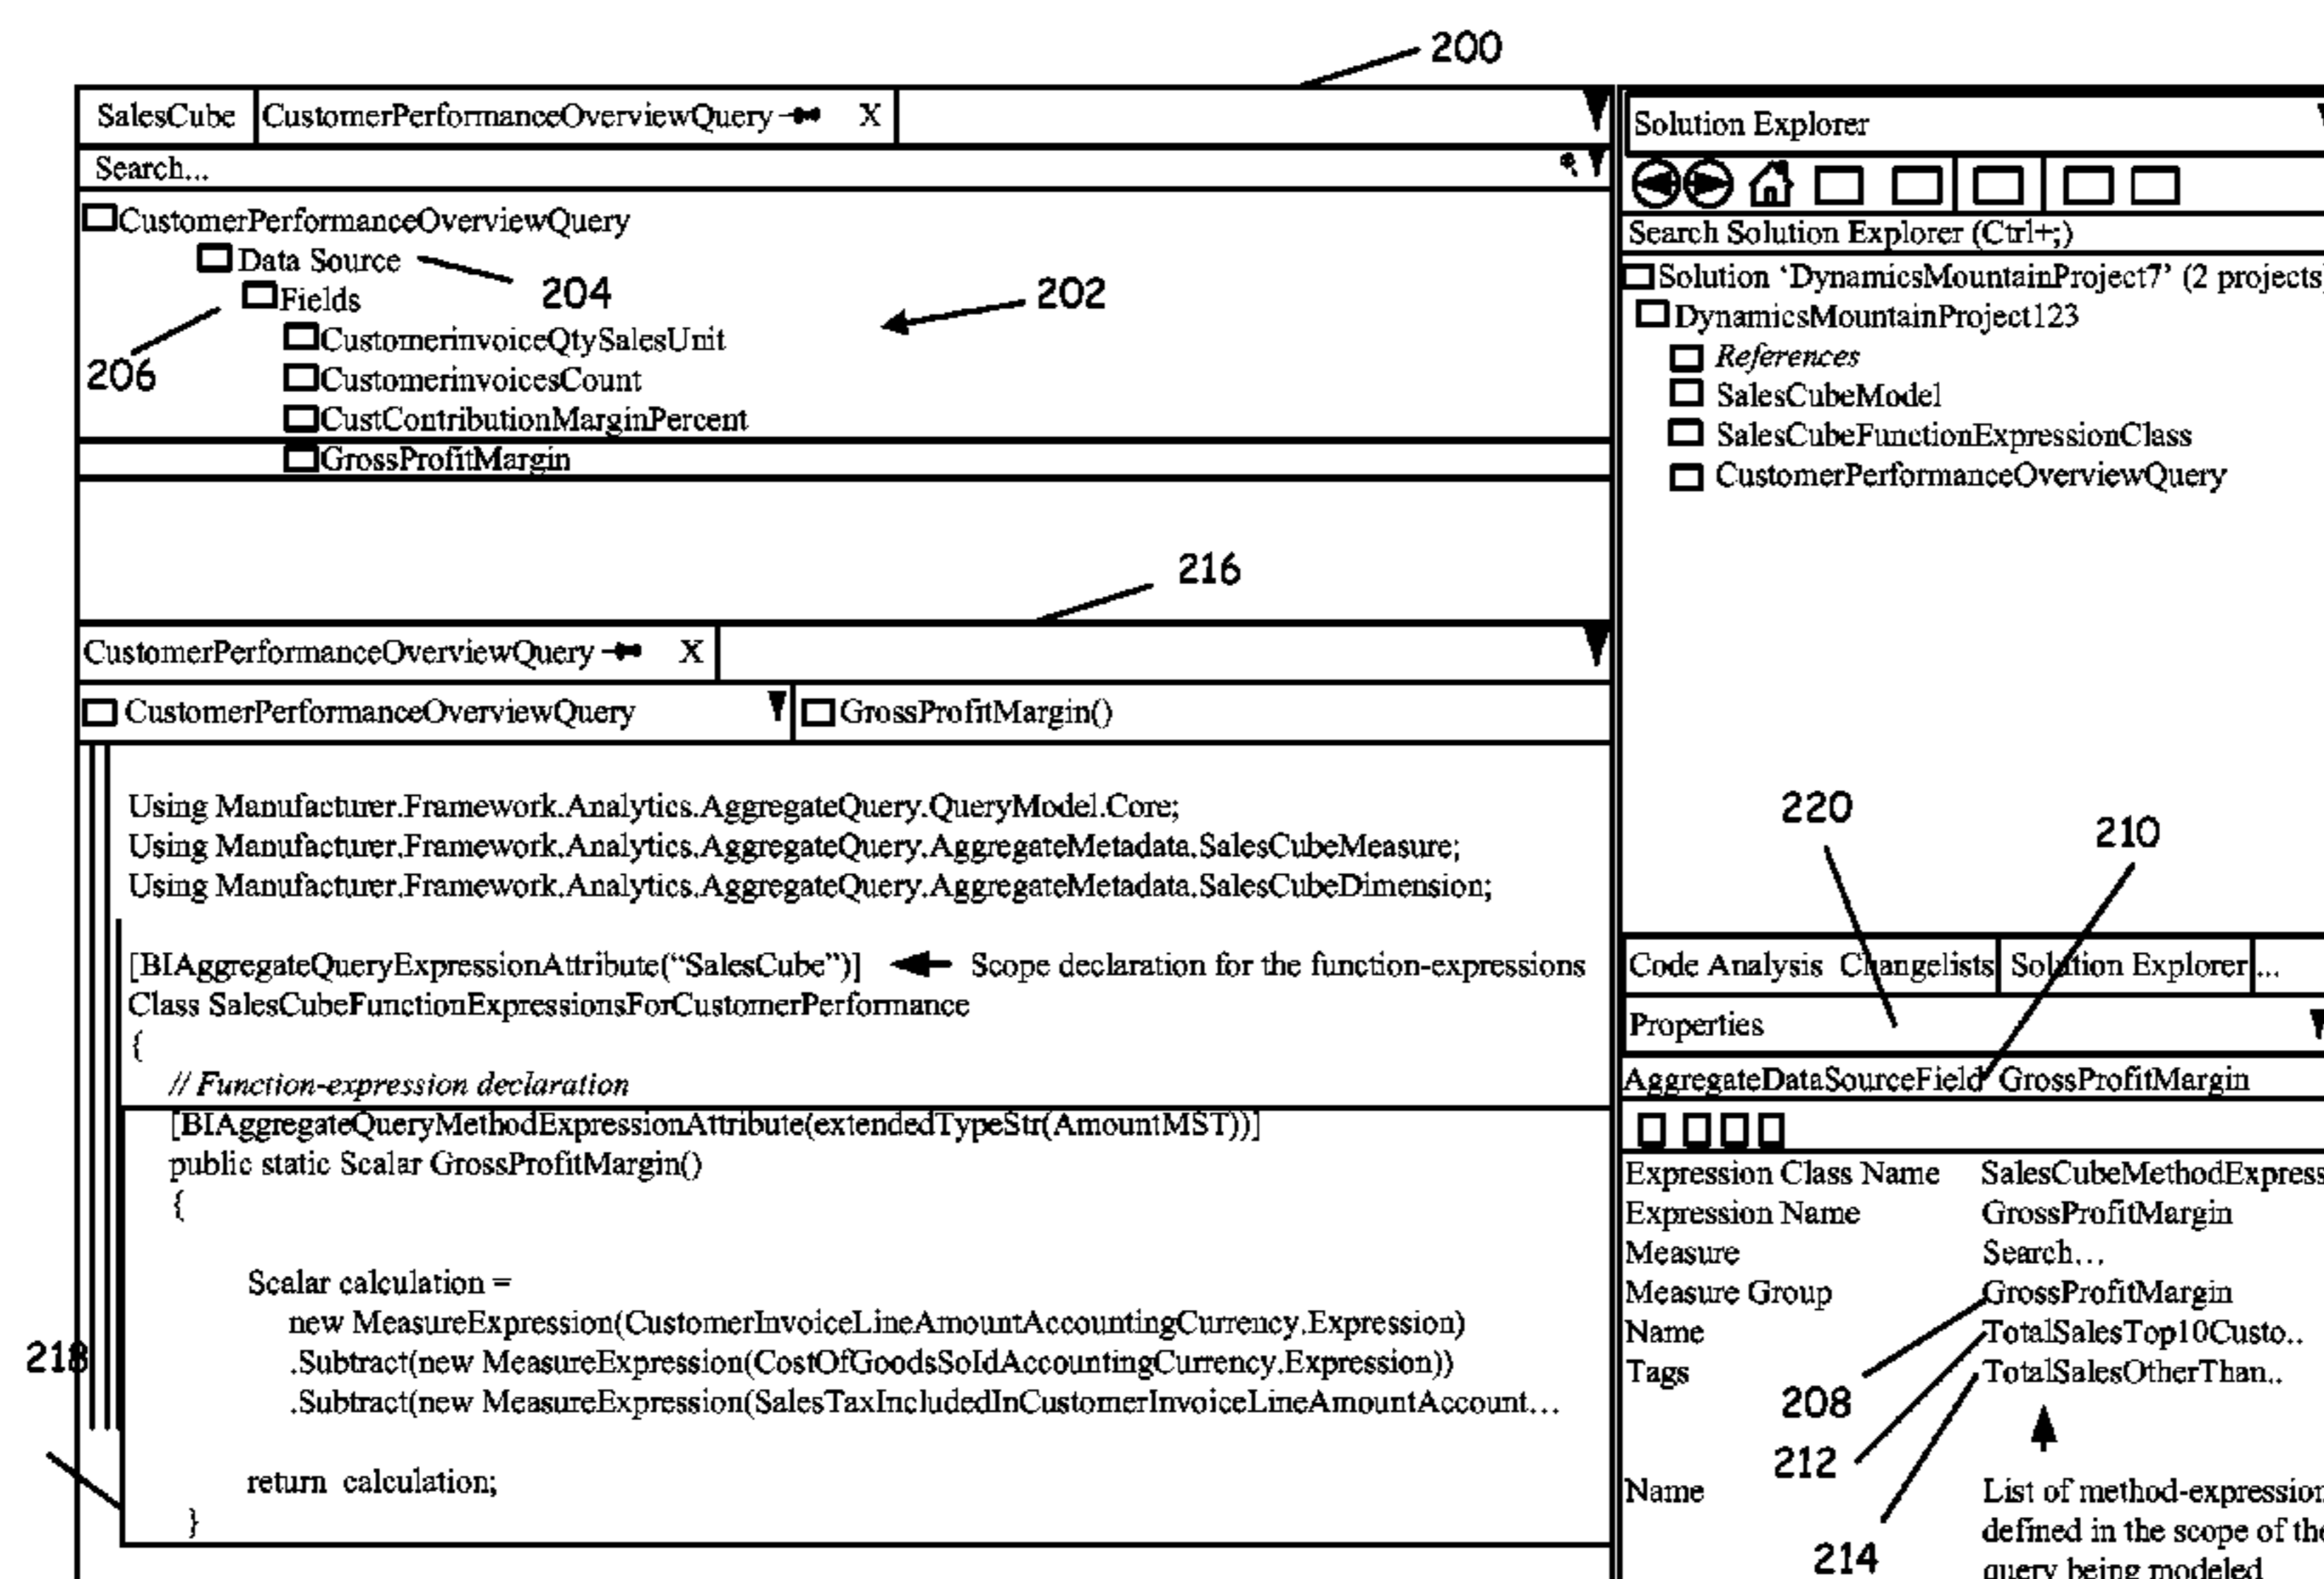 200
SalesCube CustomerPerformanceOverviewQuery X
Search...
CustomerPerformanceOverviewQuery
Data Source
204
202
Fields
206
CustomerinvoiceQtySalesUnit
CustomerinvoicesCount
CustContributionMarginPercent
GrossProfitMargin
216
CustomerPerformanceOverviewQuery X
CustomerPerformanceOverviewQuery GrossProfitMargin()
Using Manufacturer.Framework.Analytics.AggregateQuery.QueryModel.Core;
Using Manufacturer.Framework.Analytics.AggregateQuery.AggregateMetadata.SalesCubeMeasure;
Using Manufacturer.Framework.Analytics.AggregateQuery.AggregateMetadata.SalesCubeDimension;
[BIAggregateQueryExpressionAttribute(“SalesCube”)] Scope declaration for the function-expressions
Class SalesCubeFunctionExpressionsForCustomerPerformance
{
// Function-expression declaration
[BIAggregateQueryMethodExpressionAttribute(extendedTypeStr(AmountMST))]
public static Scalar GrossProfitMargin()
{
Scalar calculation =
new MeasureExpression(CustomerInvoiceLineAmountAccountingCurrency.Expression)
.Subtract(new MeasureExpression(CostOfGoodsSoldAccountingCurrency.Expression))
.Subtract(new MeasureExpression(SalesTaxIncludedInCustomerInvoiceLineAmountAccount...
return calculation;
}
218
Solution Explorer
Search Solution Explorer (Ctrl+;)
Solution ‘DynamicsMountainProject7’ (2 projects
DynamicsMountainProject123
References
SalesCubeModel
SalesCubeFunctionExpressionClass
CustomerPerformanceOverviewQuery
220
210
Code Analysis Changelists Solution Explorer ...
Properties
AggregateDataSourceField GrossProfitMargin
Expression Class Name SalesCubeMethodExpress
Expression Name GrossProfitMargin
Measure Search...
Measure Group GrossProfitMargin
Name TotalSalesTop10Custo..
Tags TotalSalesOtherThan..
208
212
Name List of method-expression
defined in the scope of the
query being modeled
214